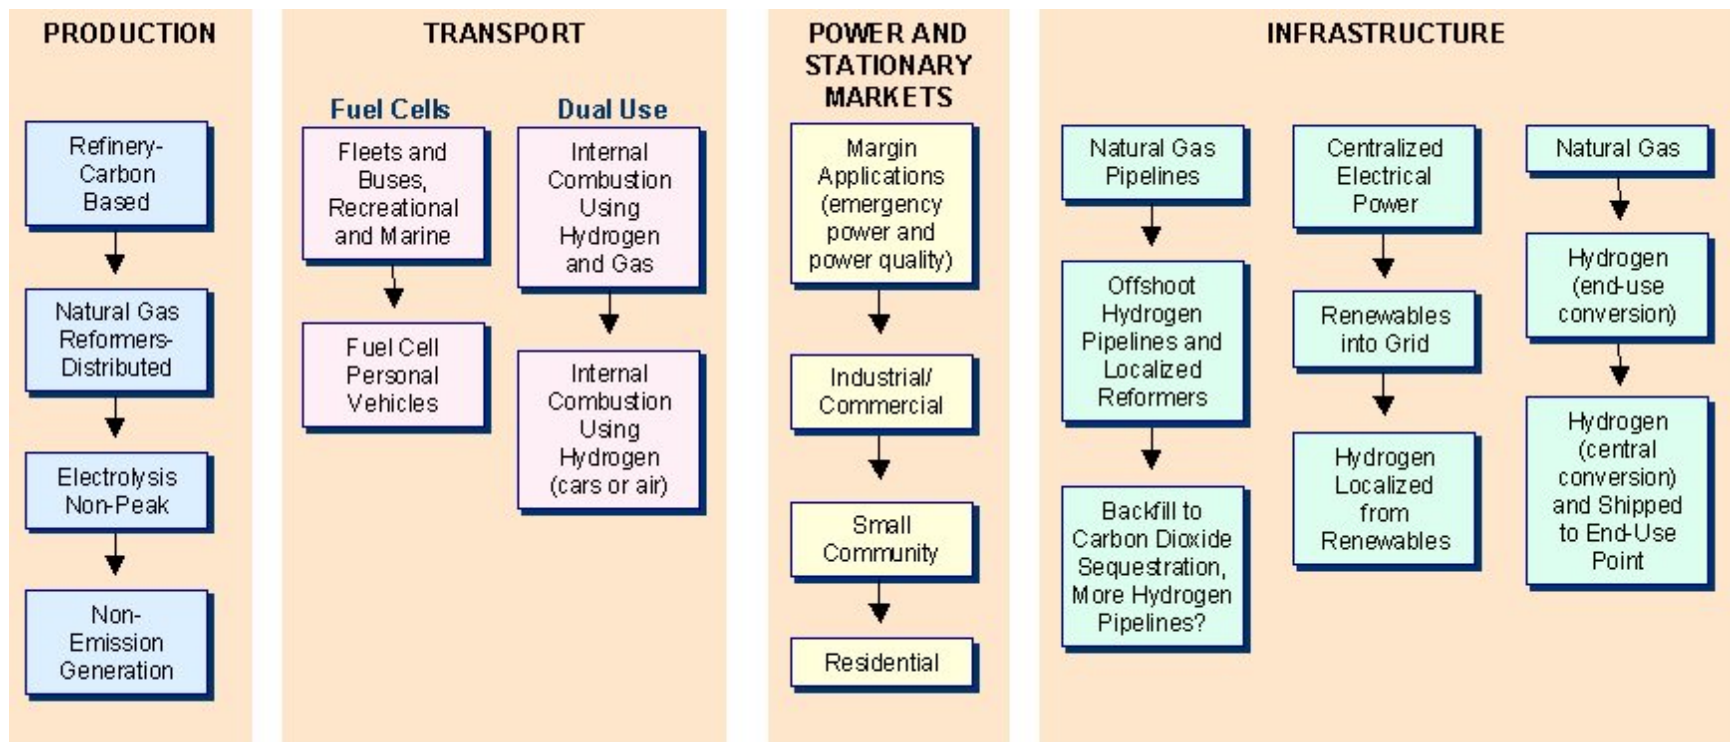 PRODUCTION
Refinery-
Carbon
Based
Natural Gas
Reformers-
Distributed
Electrolysis
Non-Peak
Non-
Emission
Generation
TRANSPORT
Fuel Cells
Fleets and
Buses,
Recreational
and Marine
Fuel Cell
Personal
Vehicles
Dual Use
Internal
Combustion
Using
Hydrogen
and Gas
Internal
Combustion
Using
Hydrogen
(cars or air)
POWER AND
STATIONARY
MARKETS
Margin
Applications
(emergency
power and
power quality)
Industrial/
Commercial
Small
Community
Residential
INFRASTRUCTURE
Natural Gas
Pipelines
Offshoot
Hydrogen
Pipelines and
Localized
Reformers
Backfill to
Carbon Dioxide
Sequestration,
More Hydrogen
Pipelines?
Centralized
Electrical
Power
Renewables
into Grid
Hydrogen
Localized
from
Renewables
Natural Gas
Hydrogen
(end-use
conversion)
Hydrogen
(central
conversion)
and Shipped
to End-Use
Point